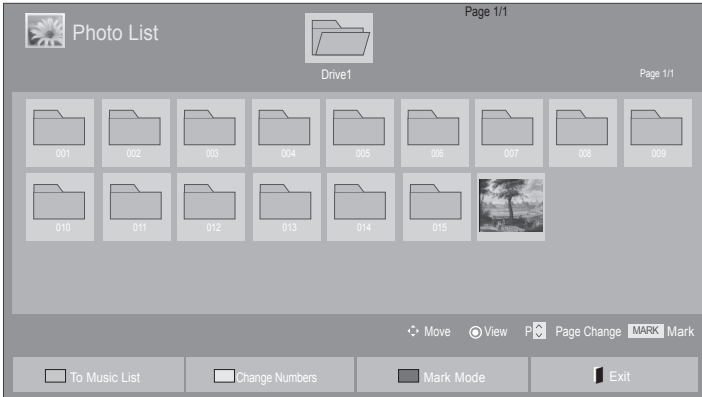 Page 1/1
Photo List
Drive1
Page 1/1
001 002 003 004 005 006 007 008 009
010 011 012 013 014 015
Move View P Page Change MARK Mark
To Music List Change Numbers Mark Mode Exit